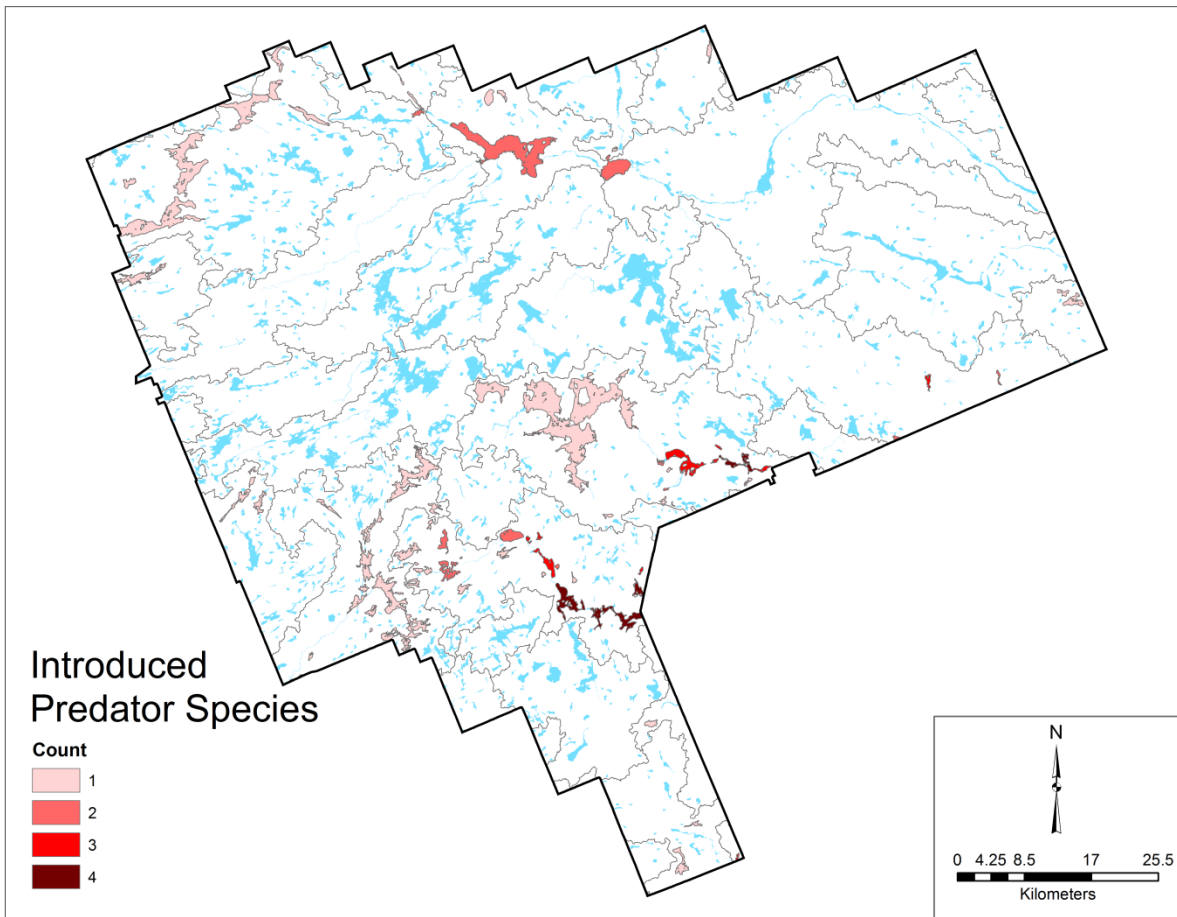 Introduced
Predator Species
Count
1
2
3
4
N
0 4.25 8.5 17 25.5
Kilometers